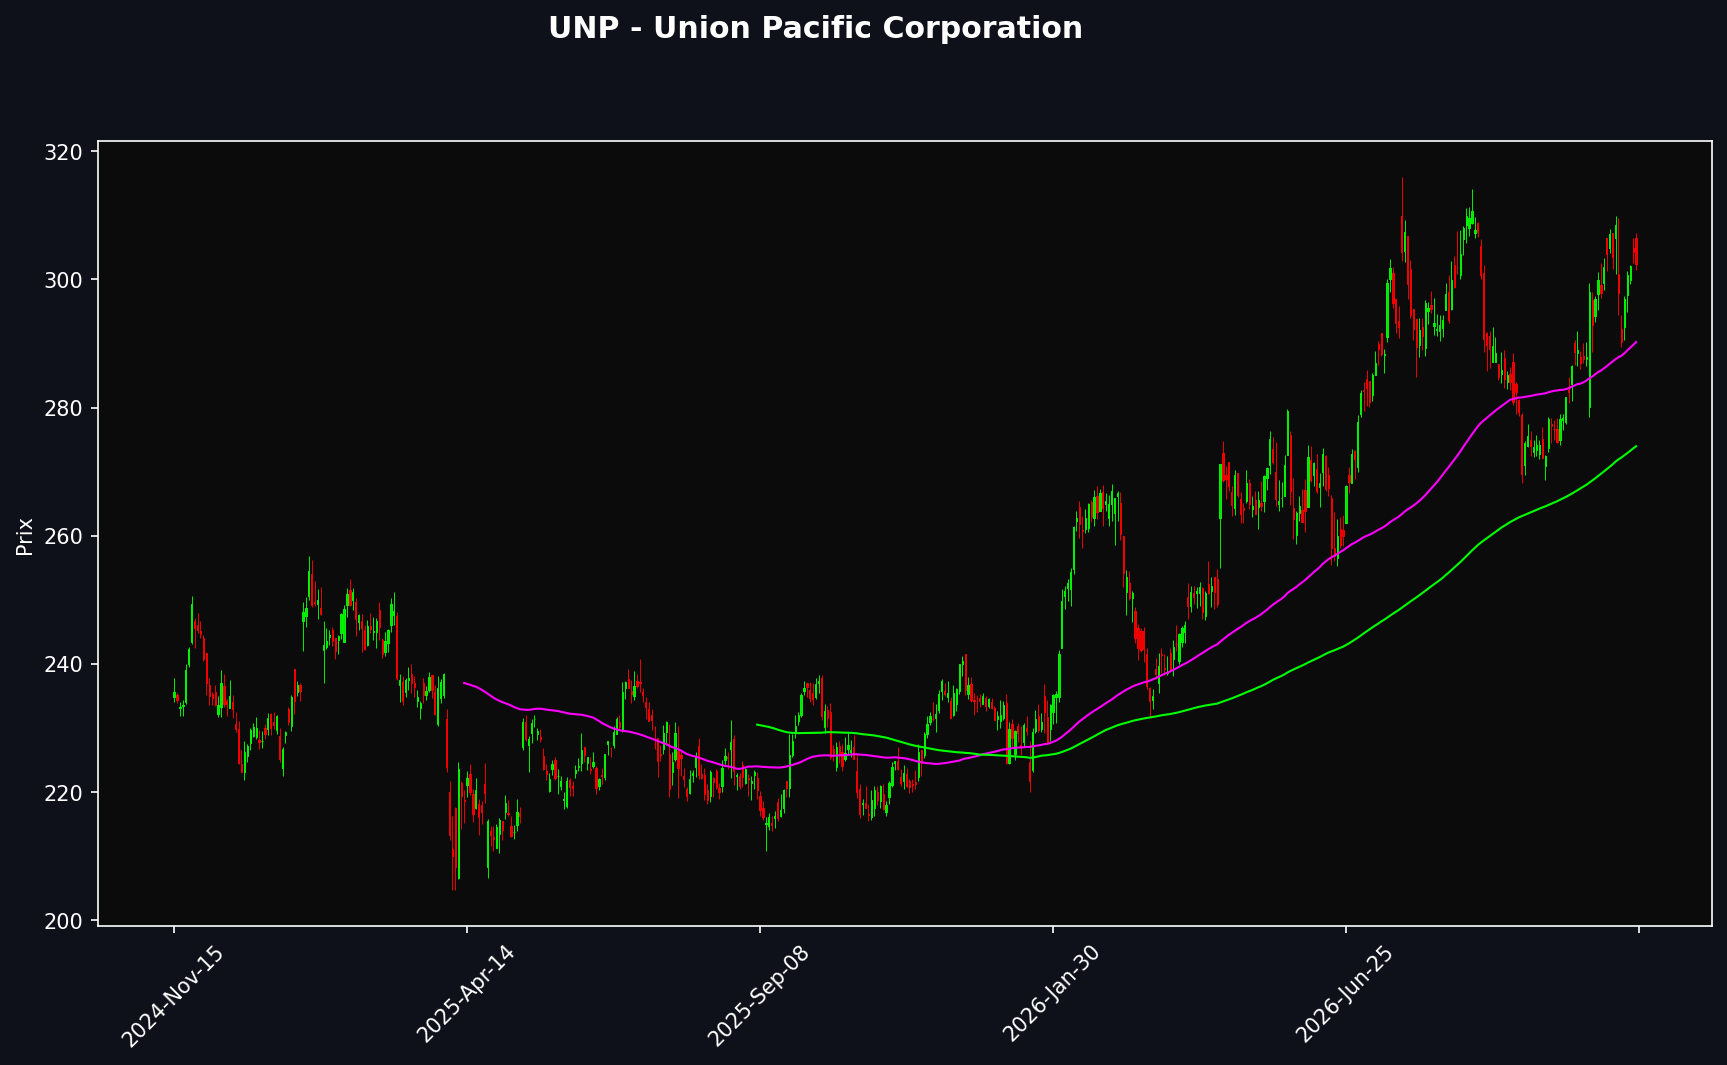 UNP - Union Pacific Corporation
320
300
280
260
240
220
200
Prix
2024-Nov-15
2025-Apr-14
2025-Sep-08
2026-Jan-30
2026-Jun-25